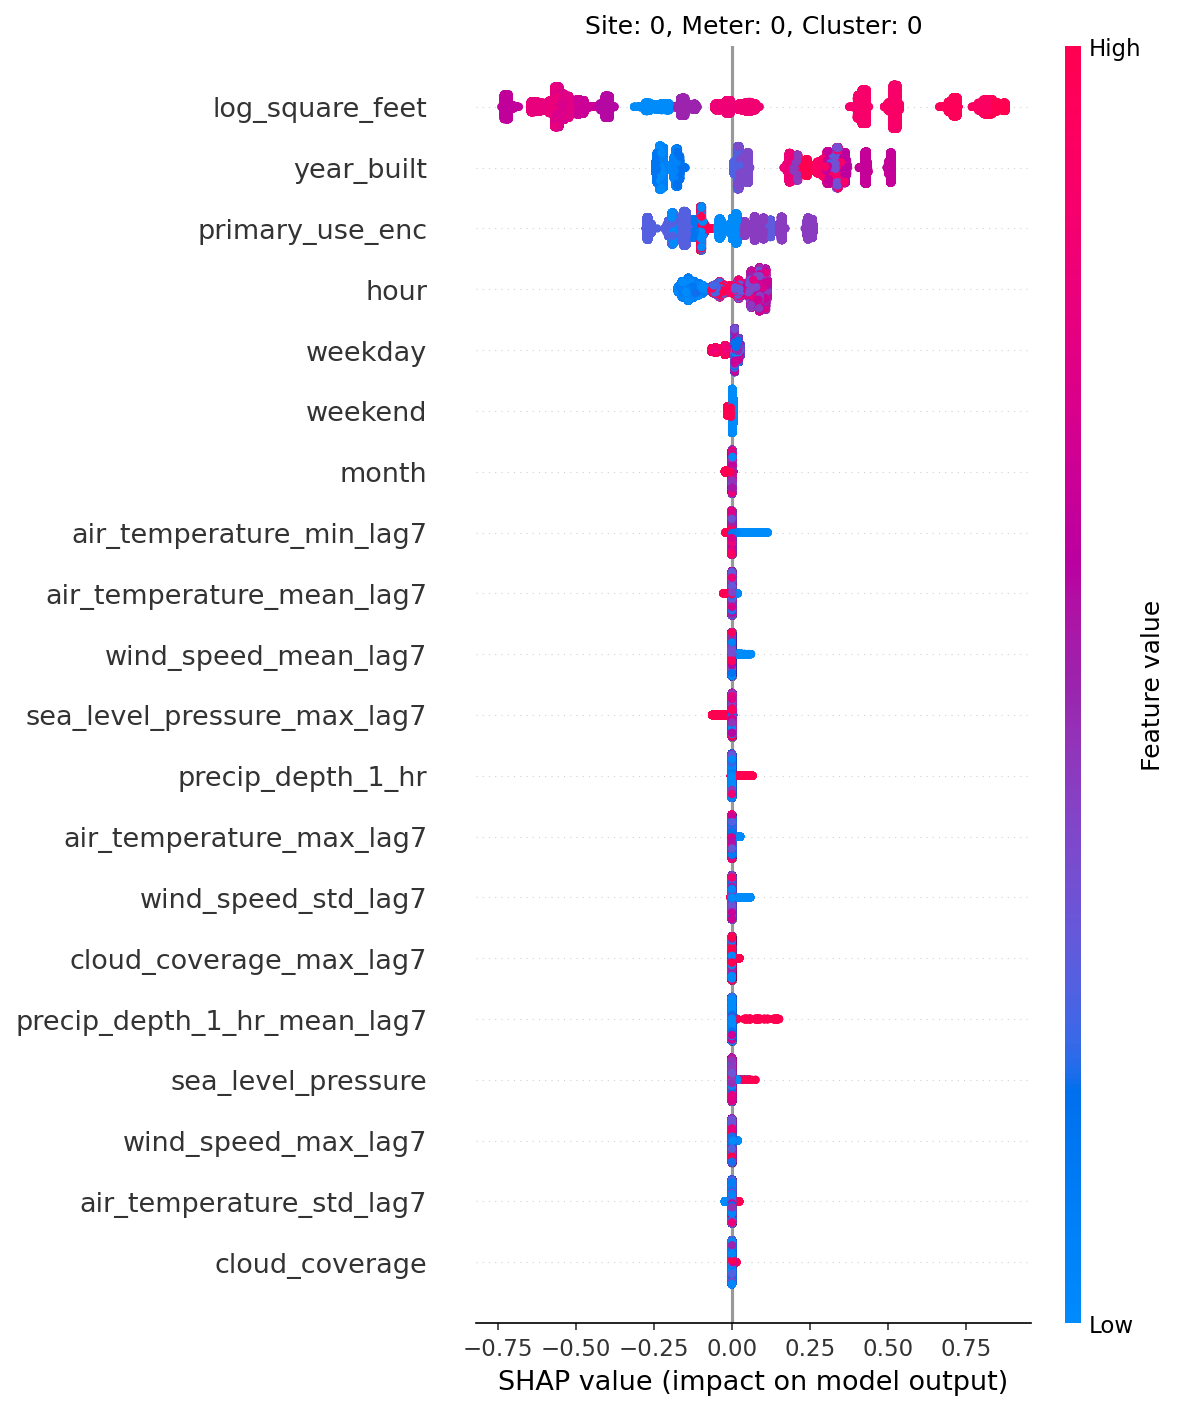 Site: 0, Meter: 0, Cluster: 0
High
log_square_feet
year_built
primary_use_enc
hour
weekday
weekend
month
air_temperature_min_lag7
air_temperature_mean_lag7
wind_speed_mean_lag7
sea_level_pressure_max_lag7
precip_depth_1_hr
air_temperature_max_lag7
wind_speed_std_lag7
cloud_coverage_max_lag7
precip_depth_1_hr_mean_lag7
sea_level_pressure
wind_speed_max_lag7
air_temperature_std_lag7
cloud_coverage
Feature value
Low
−0.75 −0.50 −0.25 0.00 0.25 0.50 0.75
SHAP value (impact on model output)